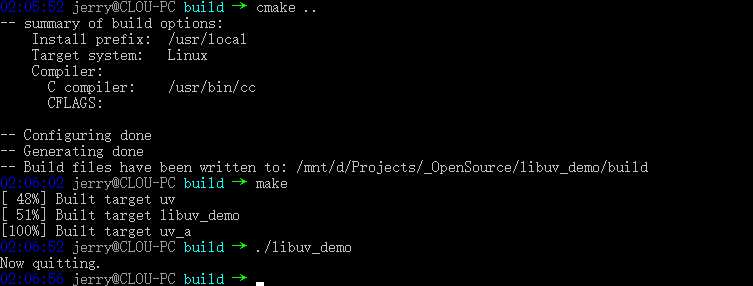 02:05:52 jerry@CLOU-PC build → cmake ..
-- summary of build options:
    Install prefix:  /usr/local
    Target system:   Linux
    Compiler:
      C compiler:    /usr/bin/cc
      CFLAGS:
-- Configuring done
-- Generating done
-- Build files have been written to: /mnt/d/Projects/_OpenSource/libuv_demo/build
02:06:02 jerry@CLOU-PC build → make
[ 48%] Built target uv
[ 51%] Built target libuv_demo
[100%] Built target uv_a
02:06:52 jerry@CLOU-PC build → ./libuv_demo
Now quitting.
02:06:56 jerry@CLOU-PC build →